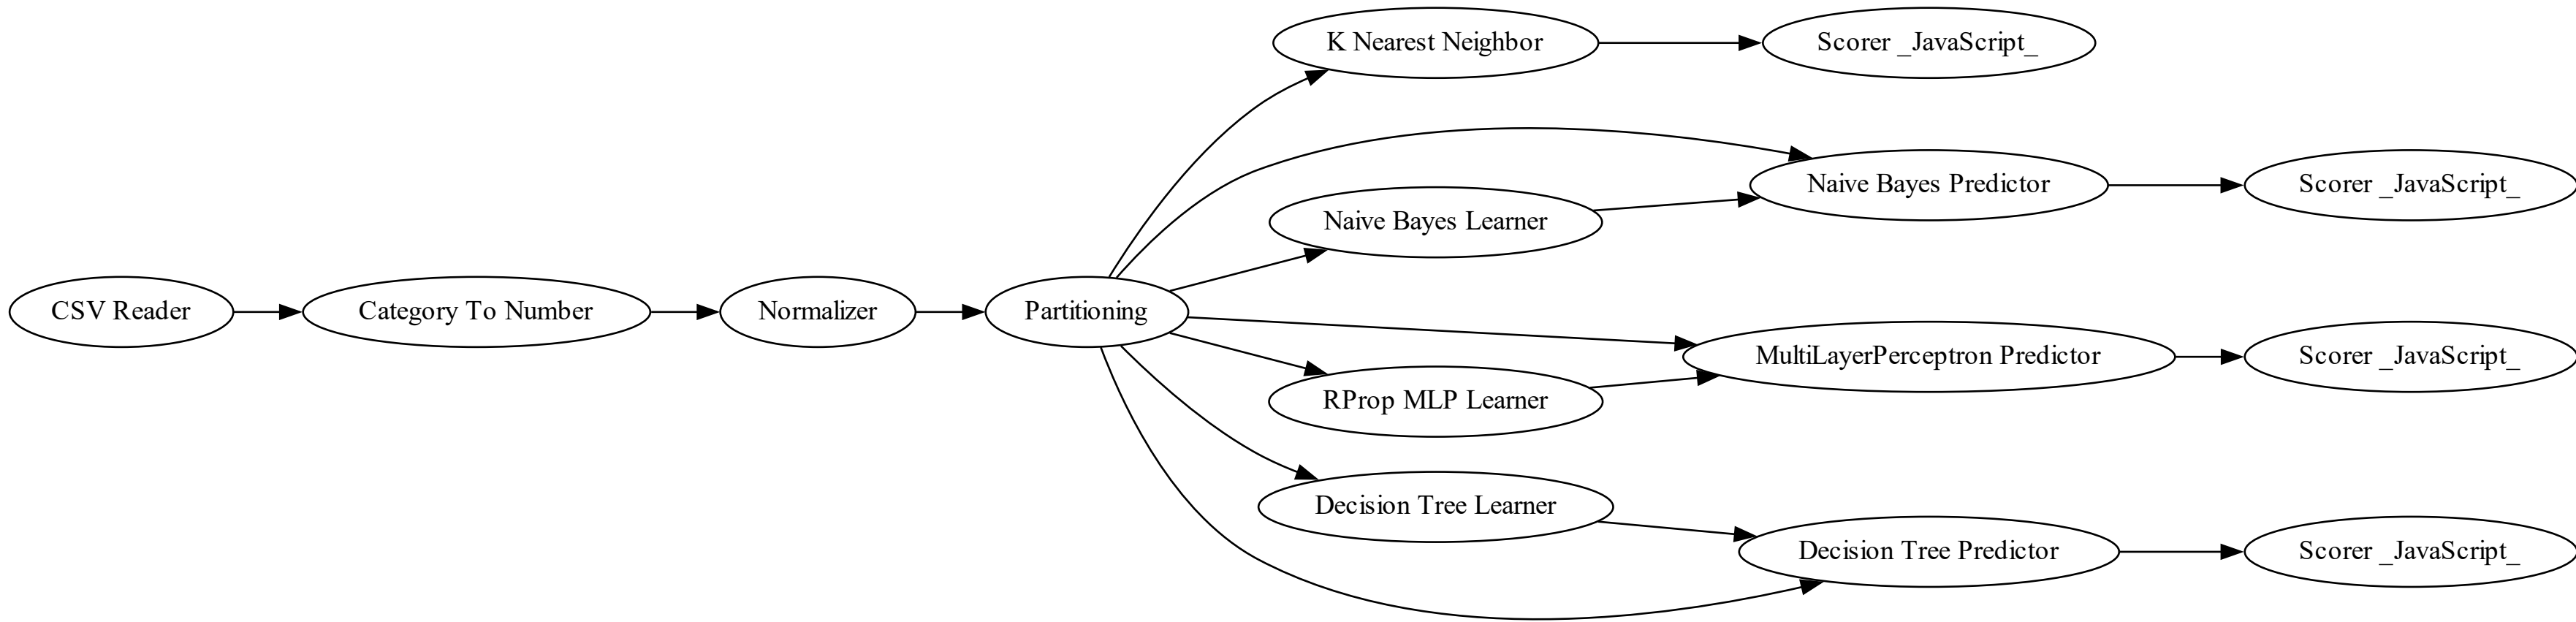 K Nearest Neighbor
Scorer _JavaScript_
Naive Bayes Predictor
Scorer _JavaScript_
Naive Bayes Learner
CSV Reader
Category To Number
Normalizer
Partitioning
MultiLayerPerceptron Predictor
Scorer _JavaScript_
RProp MLP Learner
Decision Tree Learner
Decision Tree Predictor
Scorer _JavaScript_